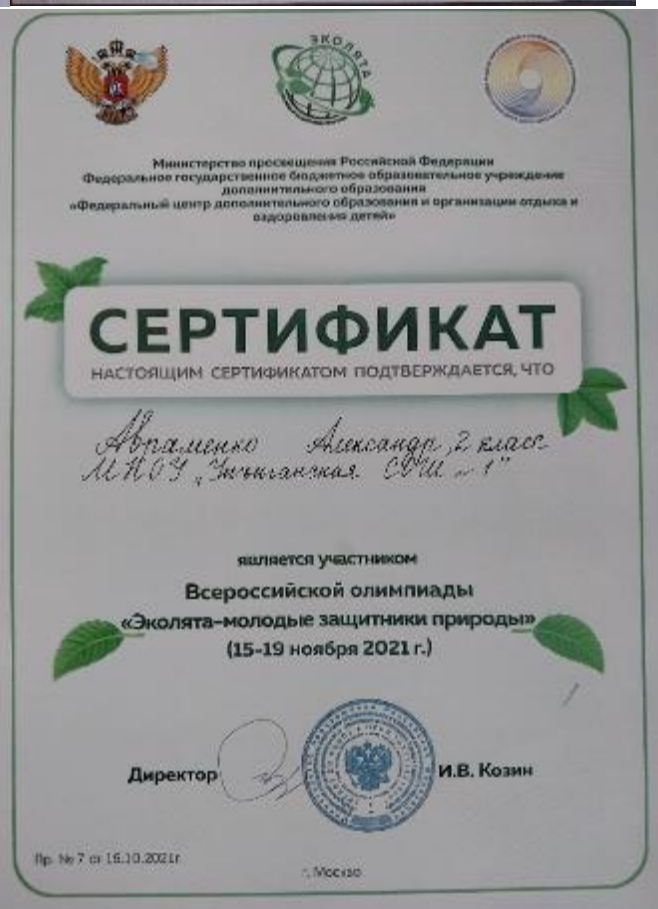 ЭКОЛЯТА
Министерство просвещения Российской Федерации
Федеральное государственное бюджетное образовательное учреждение
дополнительного образования
«Федеральный центр дополнительного образования и организации отдыха и
оздоровления детей»
СЕРТИФИКАТ
НАСТОЯЩИМ СЕРТИФИКАТОМ ПОДТВЕРЖДАЕТСЯ, ЧТО
Авраменко Александр, 2 класс
СОШ № 1"
является участником
Всероссийской олимпиады
«Эколята-молодые защитники природы»
(15-19 ноября 2021 г.)
Директор И.В. Козин
Пр. № 7 от 15.10.2021г.
г. Москва